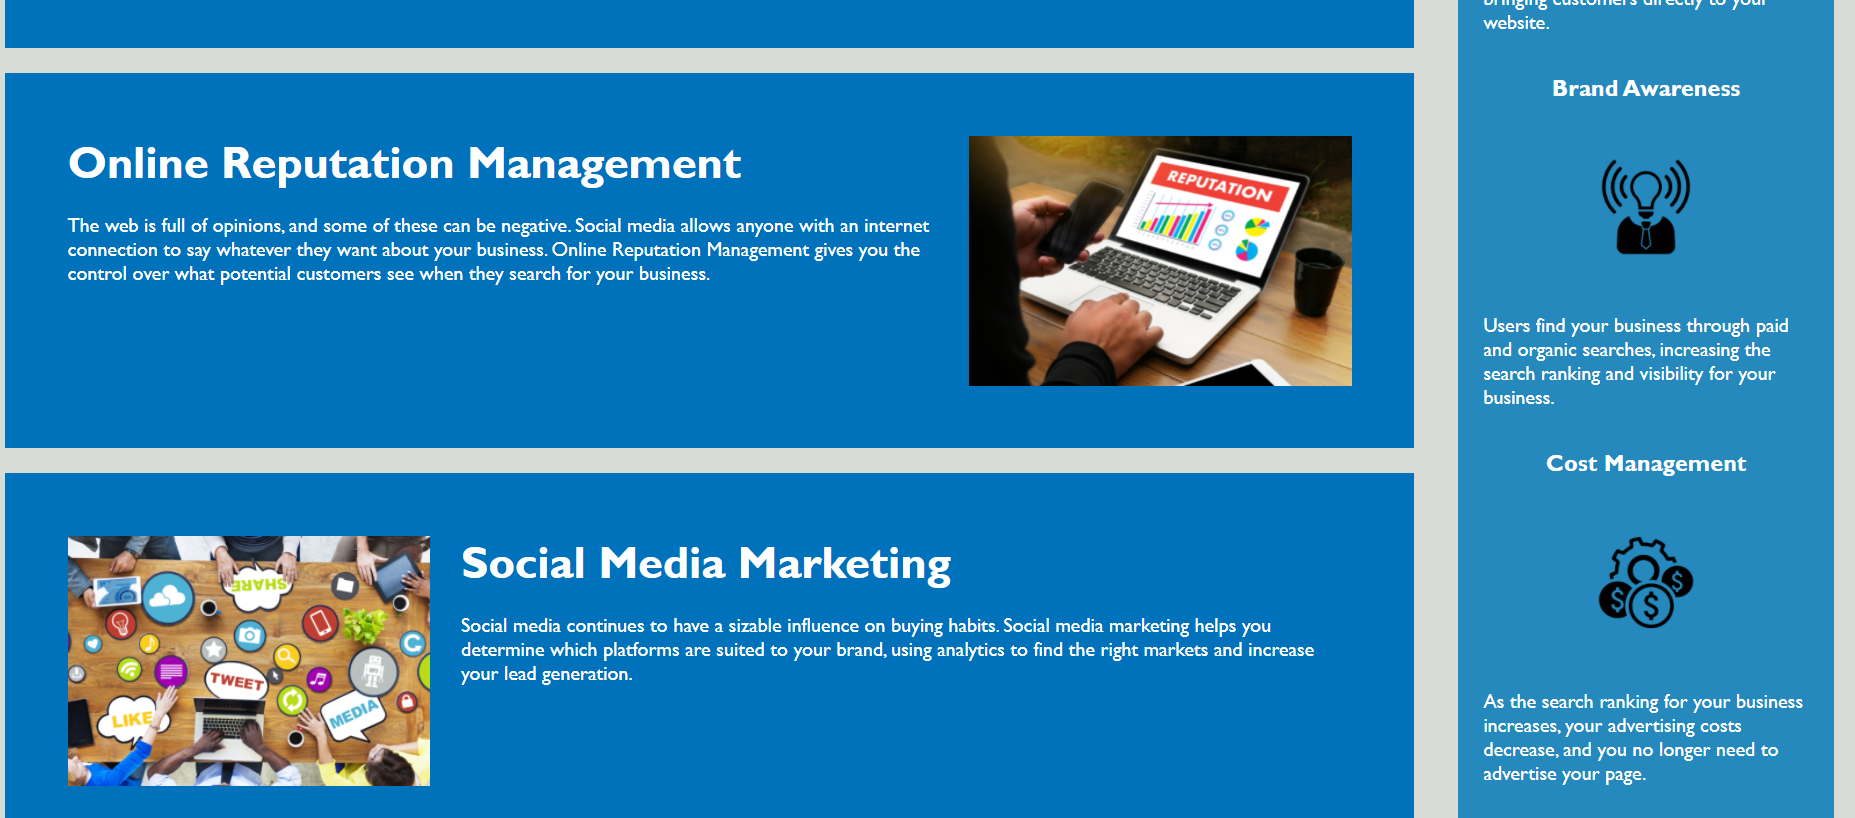 Online Reputation Management
The web is full of opinions, and some of these can be negative. Social media allows anyone with an internet
connection to say whatever they want about your business. Online Reputation Management gives you the
control over what potential customers see when they search for your business.
REPUTATION
SHARE
TWEET
LIKE
MEDIA
Social Media Marketing
Social media continues to have a sizable influence on buying habits. Social media marketing helps you
determine which platforms are suited to your brand, using analytics to find the right markets and increase
your lead generation.
bringing customers directly to your
website.
Brand Awareness
Users find your business through paid
and organic searches, increasing the
search ranking and visibility for your
business.
Cost Management
$
$
$
As the search ranking for your business
increases, your advertising costs
decrease, and you no longer need to
advertise your page.